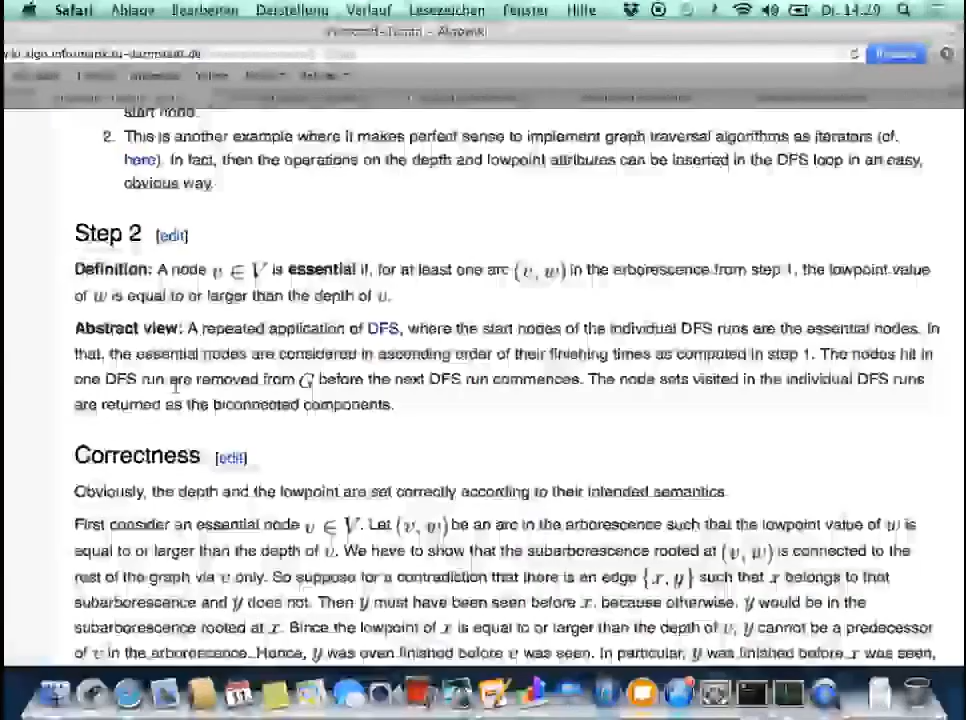 Safari Ablage Bearbeiten Darstellung Verlauf Lesezeichen Fenster Hilfe Di. 14:29
start node.
2. This is another example where it makes perfect sense to implement graph traversal algorithms as iterators (cf.
here). In fact, then the operations on the depth and lowpoint attributes can be inserted in the DFS loop in an easy,
obvious way.
Step 2 [edit]
Definition: A node v ∈ V is essential if, for at least one arc (v, w) in the arborescence from step 1, the lowpoint value
of w is equal to or larger than the depth of v.
Abstract view: A repeated application of DFS, where the start nodes of the individual DFS runs are the essential nodes. In
that, the essential nodes are considered in ascending order of their finishing times as computed in step 1. The nodes hit in
one DFS run are removed from G before the next DFS run commences. The node sets visited in the individual DFS runs
are returned as the biconnected components.
Correctness [edit]
Obviously, the depth and the lowpoint are set correctly according to their intended semantics.
First consider an essential node v ∈ V. Let (v, w) be an arc in the arborescence such that the lowpoint value of w is
equal to or larger than the depth of v. We have to show that the subarborescence rooted at (v, w) is connected to the
rest of the graph via v only. So suppose for a contradiction that there is an edge {x, y} such that x belongs to that
subarborescence and y does not. Then y must have been seen before x, because otherwise, y would be in the
subarborescence rooted at x. Since the lowpoint of x is equal to or larger than the depth of v, y cannot be a predecessor
of v in the arborescence. Hence, y was even finished before v was seen. In particular, y was finished before x was seen,